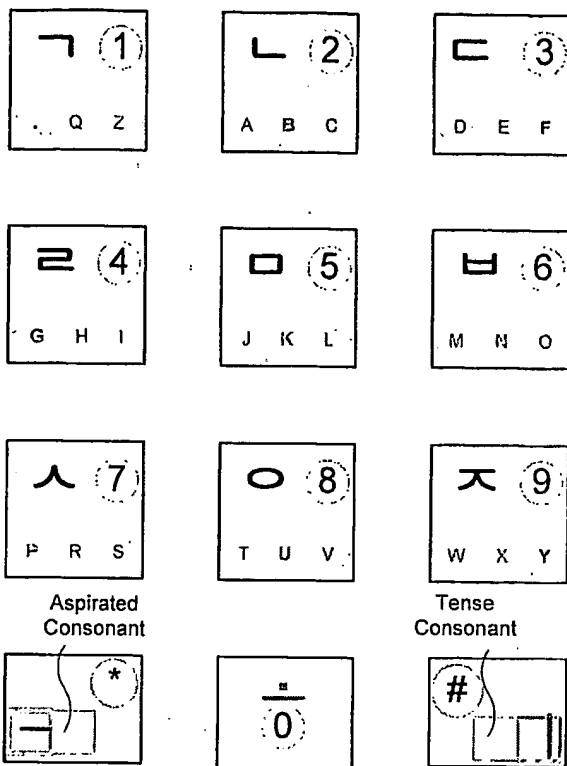 ㄱ 1
. Q Z
ㄴ 2
A B C
ㄷ 3
D E F
ㄹ 4
G H I
ㅁ 5
J K L
ㅂ 6
M N O
ㅅ 7
P R S
ㅇ 8
T U V
ㅈ 9
W X Y
Aspirated
Consonant
Tense
Consonant
*
ㅡ
0
#